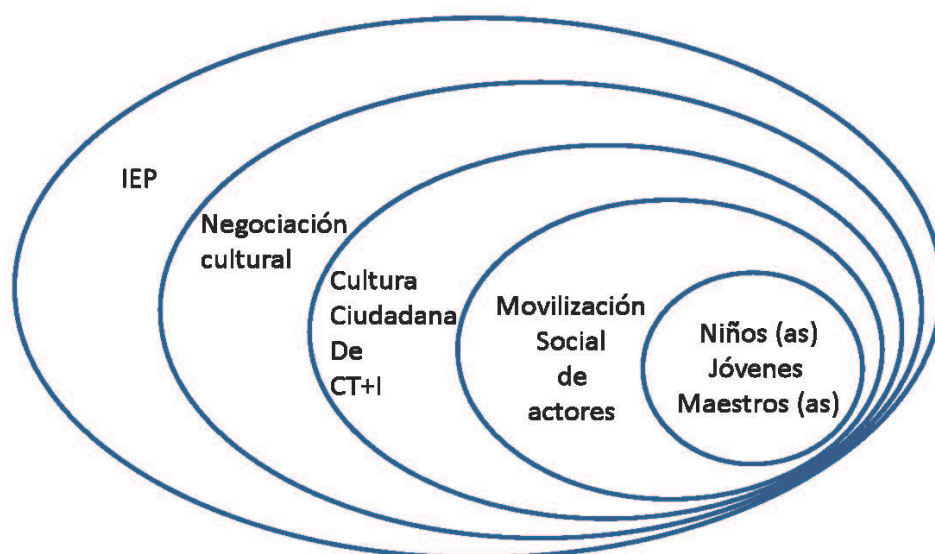 IEP
Negociación
cultural
Cultura
Ciudadana
De
CT+I
Movilización
Social
de
actores
Niños (as)
Jóvenes
Maestros (as)